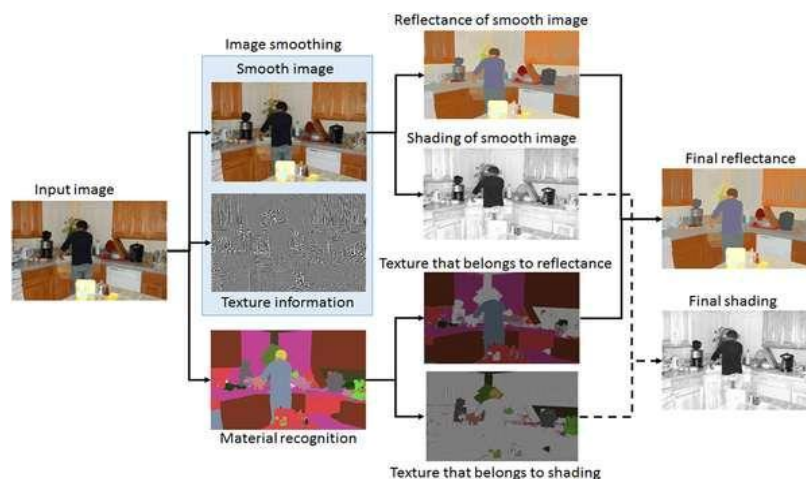 Reflectance of smooth image
Image smoothing
Smooth image
Shading of smooth image
Final reflectance
Input image
Texture that belongs to reflectance
Texture information
Final shading
Material recognition
Texture that belongs to shading